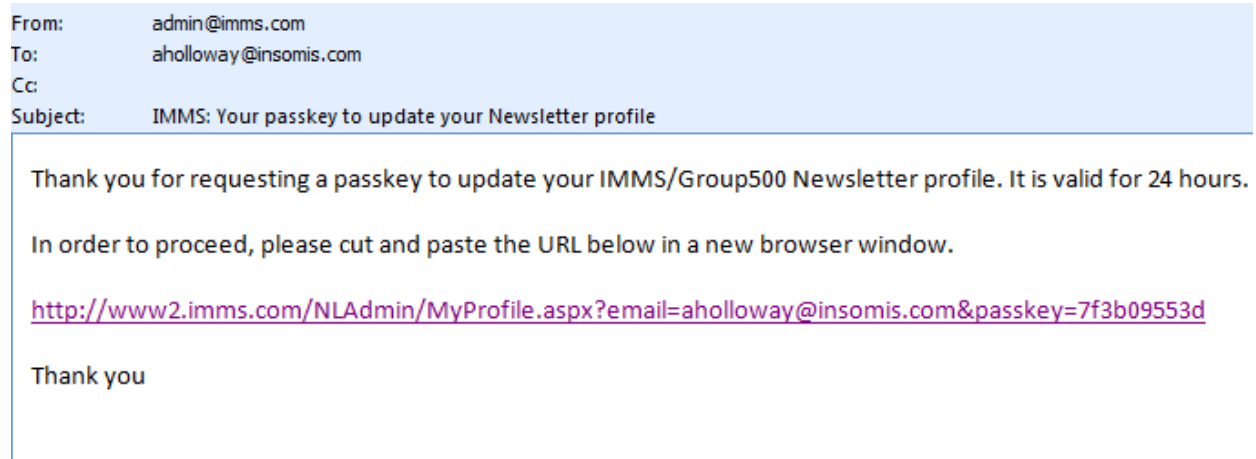 From: admin@imms.com
To: aholloway@insomis.com
Cc:
Subject: IMMS: Your passkey to update your Newsletter profile
Thank you for requesting a passkey to update your IMMS/Group500 Newsletter profile. It is valid for 24 hours.
In order to proceed, please cut and paste the URL below in a new browser window.
http://www2.imms.com/NLAdmin/MyProfile.aspx?email=aholloway@insomis.com&passkey=7f3b09553d
Thank you